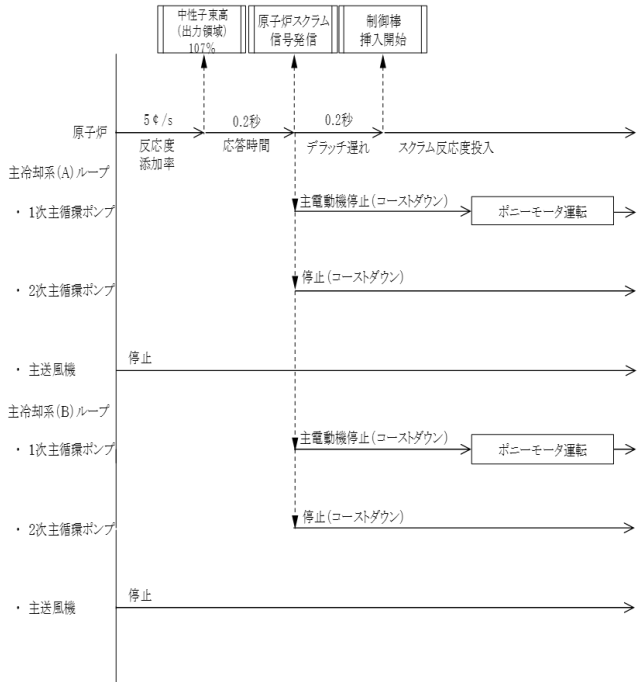 中性子束高
(出力領域)
107%
原子炉スクラム
信号発信
制御棒
挿入開始
原子炉
5￠/s
反応度
添加率
0.2秒
応答時間
0.2秒
デラッチ遅れ
スクラム反応度投入
主冷却系(A)ループ
・ 1次主循環ポンプ
主電動機停止(コーストダウン)
ポニーモータ運転
・ 2次主循環ポンプ
停止(コーストダウン)
・ 主送風機
停止
主冷却系(B)ループ
・ 1次主循環ポンプ
主電動機停止(コーストダウン)
ポニーモータ運転
・ 2次主循環ポンプ
停止(コーストダウン)
・ 主送風機
停止